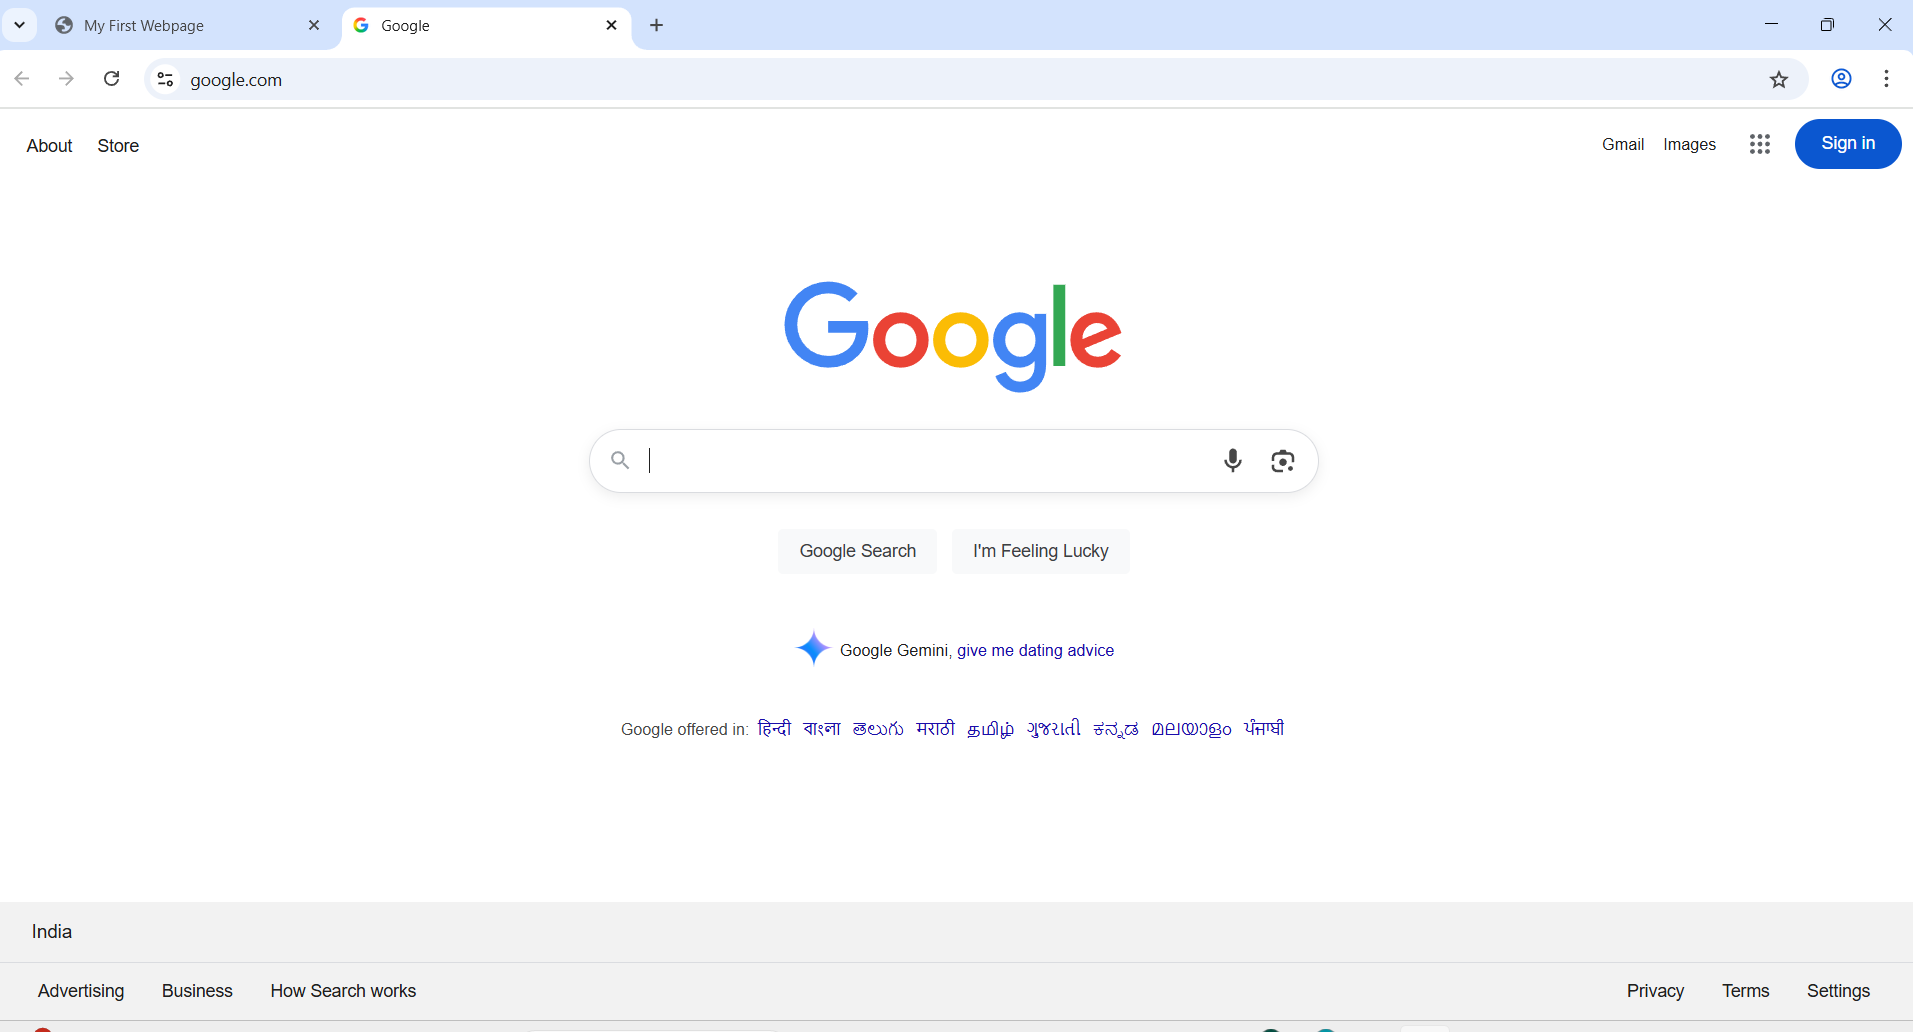 My First Webpage
Google
google.com
About Store
Gmail Images Sign in
Google
Google Search I'm Feeling Lucky
Google Gemini, give me dating advice
Google offered in: हिन्दी বাংলা తెలుగు मराठी தமிழ் ગુજરાતી ಕನ್ನಡ മലയാളം ਪੰਜਾਬੀ
India
Advertising Business How Search works
Privacy Terms Settings